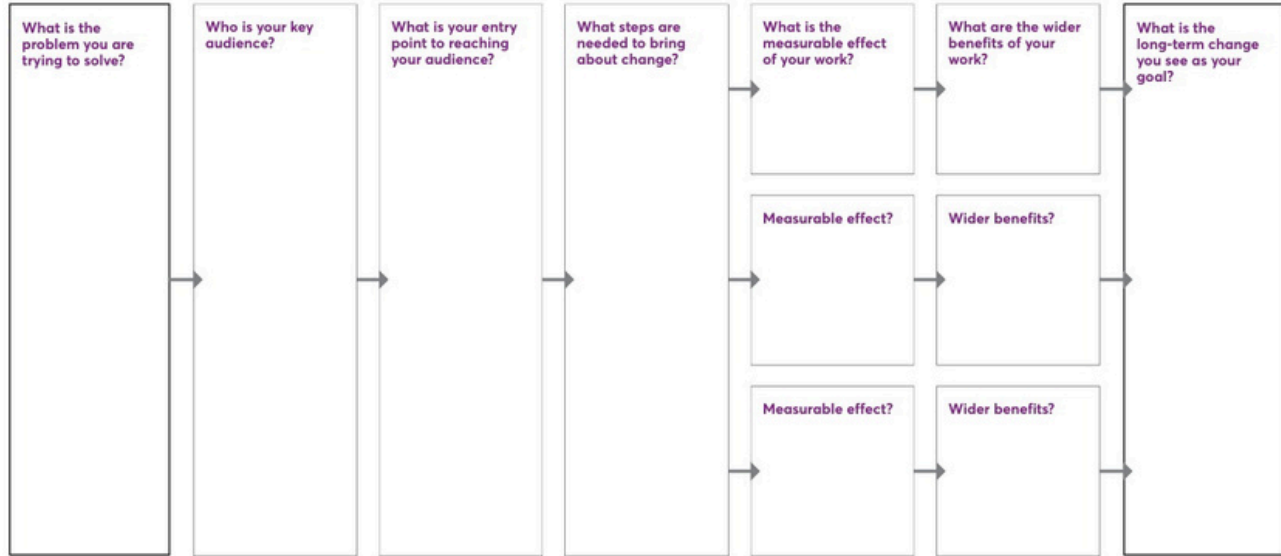 What is the
problem you are
trying to solve?
Who is your key
audience?
What is your entry
point to reaching
your audience?
What steps are
needed to bring
about change?
What is the
measurable effect
of your work?
What are the wider
benefits of your
work?
What is the
long-term change
you see as your
goal?
Measurable effect?
Wider benefits?
Measurable effect?
Wider benefits?